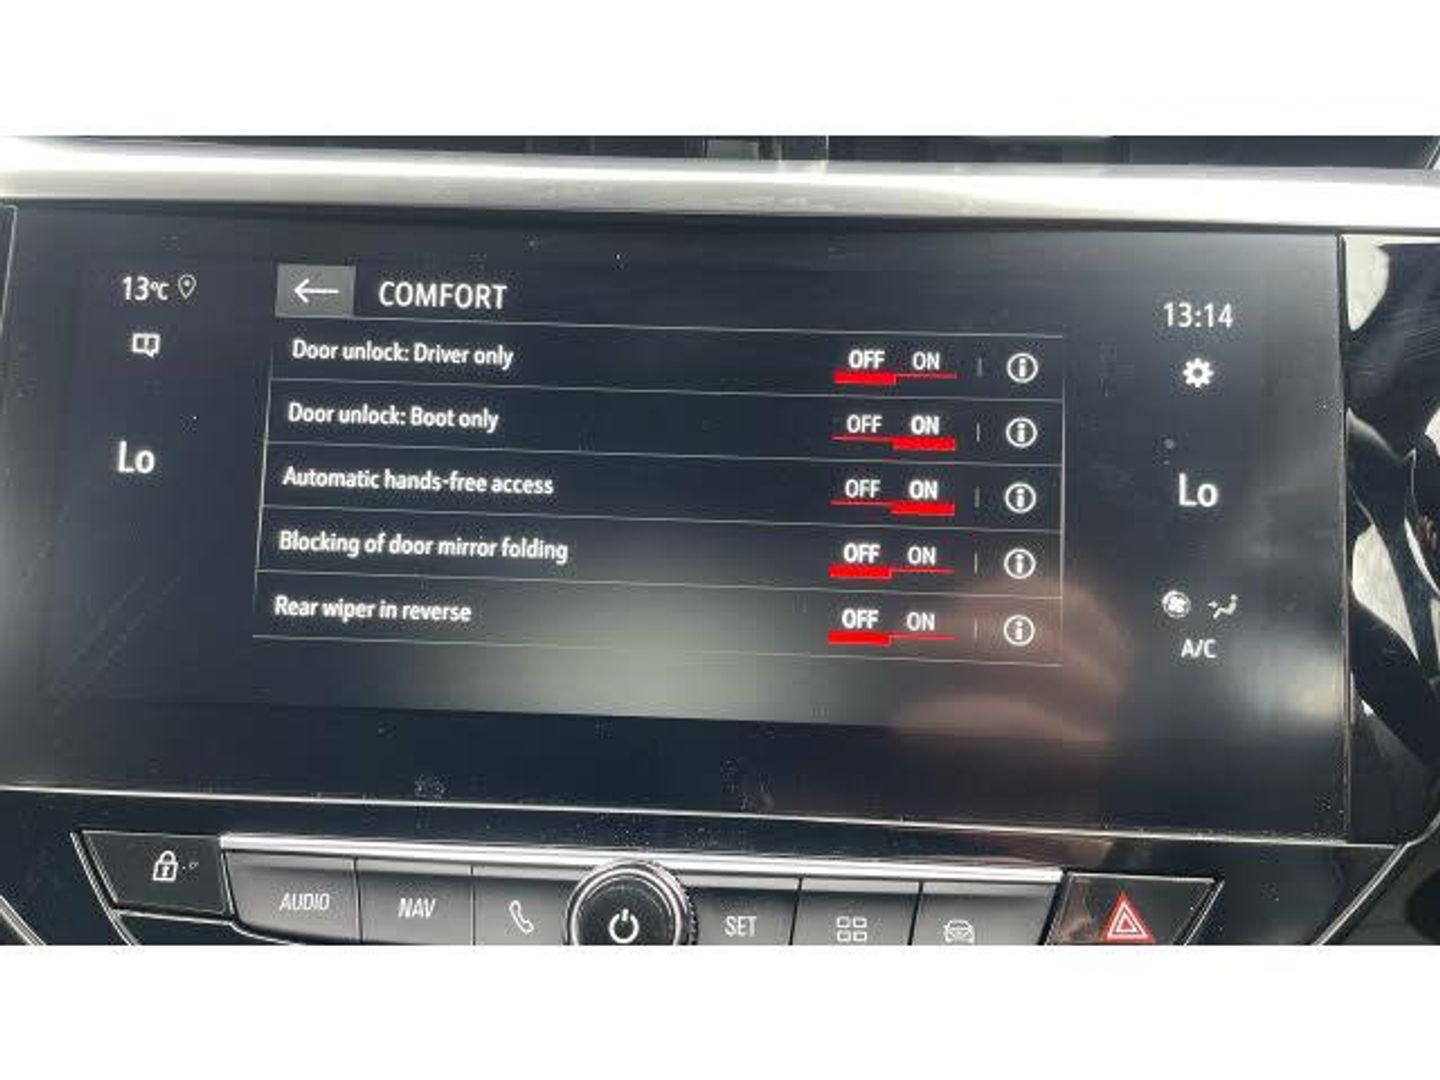 13°C
COMFORT
13:14
Door unlock: Driver only OFF ON
Door unlock: Boot only OFF ON
Automatic hands-free access OFF ON
Blocking of door mirror folding OFF ON
Rear wiper in reverse OFF ON
Lo
Lo
A/C
AUDIO NAV SET